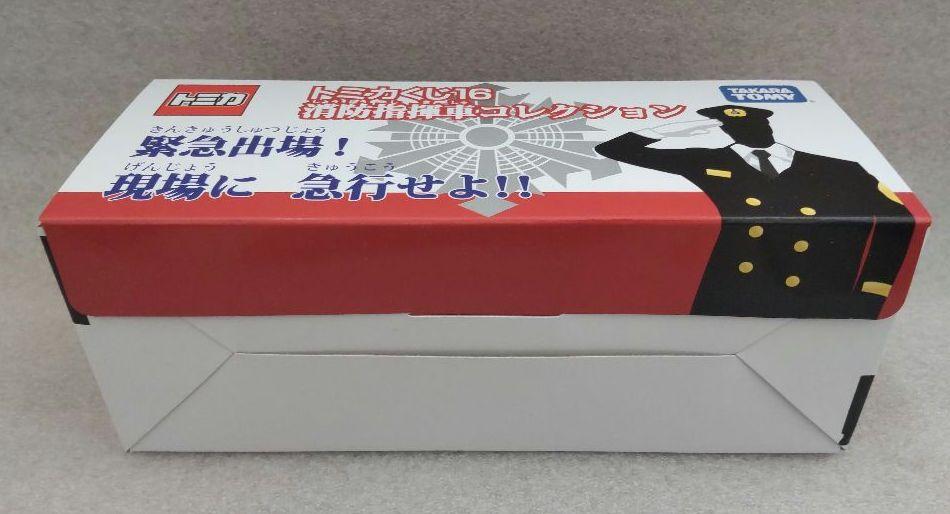 トミカ
トミカくじ16
消防指揮車コレクション
TAKARA
TOMY
きんきゅうしゅつじょう
緊急出場！
げんじょう きゅうこう
現場に 急行せよ!!